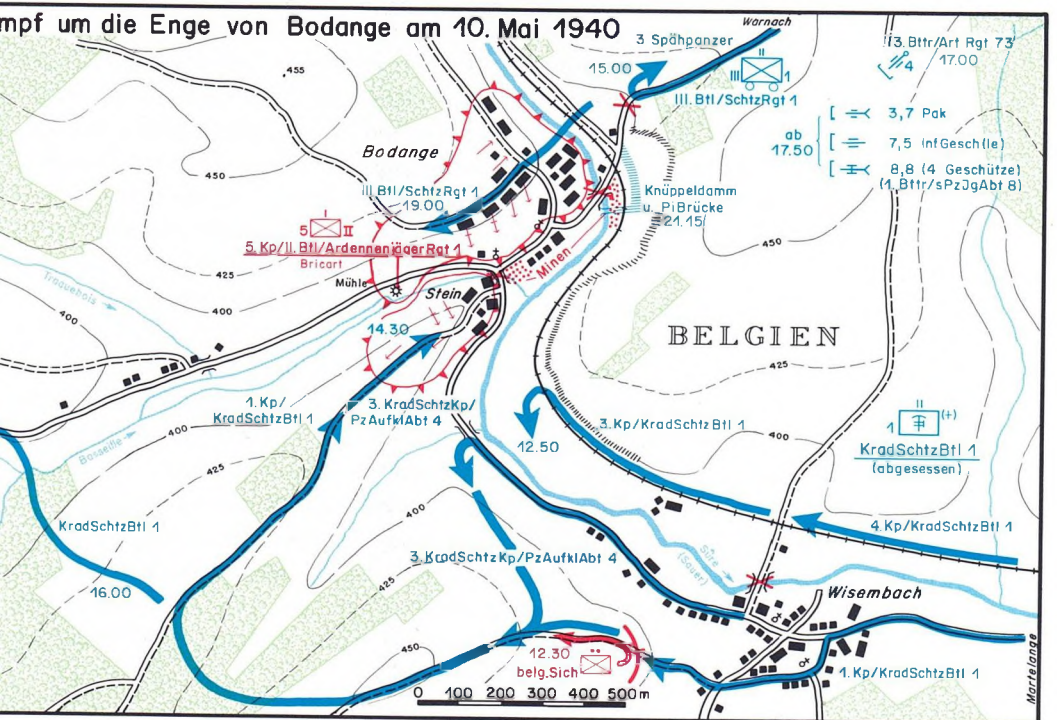 mpf um die Enge von Bodange am 10. Mai 1940
Warnach
3 Spähpanzer
15.00
II
III 1
III. Btl/SchtzRgt 1
13. Bttr/Art Rgt 73
4 17.00
ab
17.50
3,7 Pak
7,5 InfGesch(le)
8,8 (4 Geschütze)
(1. Bttr/sPzJgAbt 8)
455
Bodange
450
III Btl/SchtzRgt 1
19.00
Knüppeldamm
u. PiBrücke
21.15
I
5 II
5. Kp/II. Btl/ArdennenjägerRgt 1
Bricart
450
425
Minen
Mühle
Stein
Traquebois
400
400
14.30
BELGIEN
425
1. Kp/
KradSchtzBtl 1
3. KradSchtzKp/
PzAufklAbt 4
12.50
3. Kp/KradSchtzBtl 1
II
1 (+)
KradSchtzBtl 1
(abgesessen)
400
400
Basseille
425
400
KradSchtzBtl 1
4. Kp/KradSchtzBtl 1
3. KradSchtzKp/PzAufklAbt 4
Sûre
(Sauer)
425
16.00
Wisembach
450
12.30
belg. Sich
1. Kp/KradSchtzBtl 1
Martelange
0 100 200 300 400 500 m